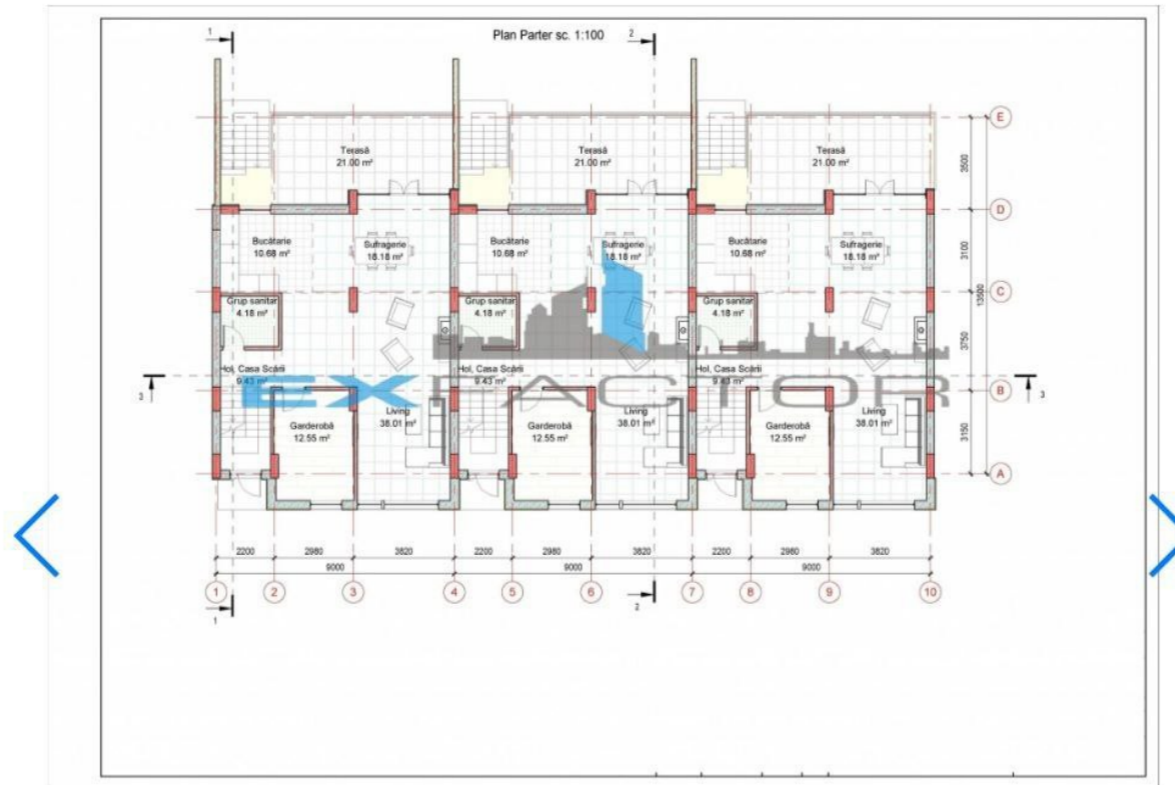 Plan Parter sc. 1:100
1
2
Terasă
21.00 m²
Terasă
21.00 m²
Terasă
21.00 m²
E
3500
D
Bucătarie
10.68 m²
Sufragerie
18.18 m²
Bucătarie
10.68 m²
Sufragerie
18.18 m²
Bucătarie
10.68 m²
Sufragerie
18.18 m²
3100
C
13500
Grup sanitar
4.18 m²
Grup sanitar
4.18 m²
Grup sanitar
4.18 m²
3750
Hol, Casa Scării
9.43 m²
Hol, Casa Scării
9.43 m²
Hol, Casa Scării
9.43 m²
3
3
B
EXFACTOR
Garderobă
12.55 m²
Living
38.01 m²
Garderobă
12.55 m²
Living
38.01 m²
Garderobă
12.55 m²
Living
38.01 m²
3150
A
2200 2980 3820 2200 2980 3820 2200 2980 3820
9000 9000 9000
1 2 3 4 5 6 7 8 9 10
1
2